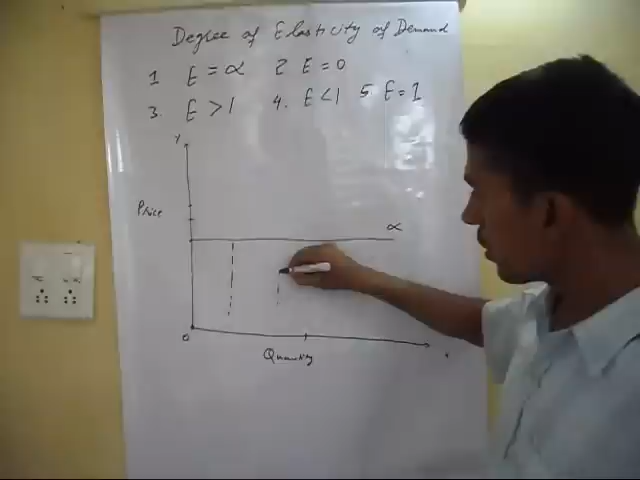 Degree of Elasticity of Demand
1 E = α 2 E = 0
3. E > 1 4. E < 1 5 E = 1
Y
Price
α
0
Quantity
x